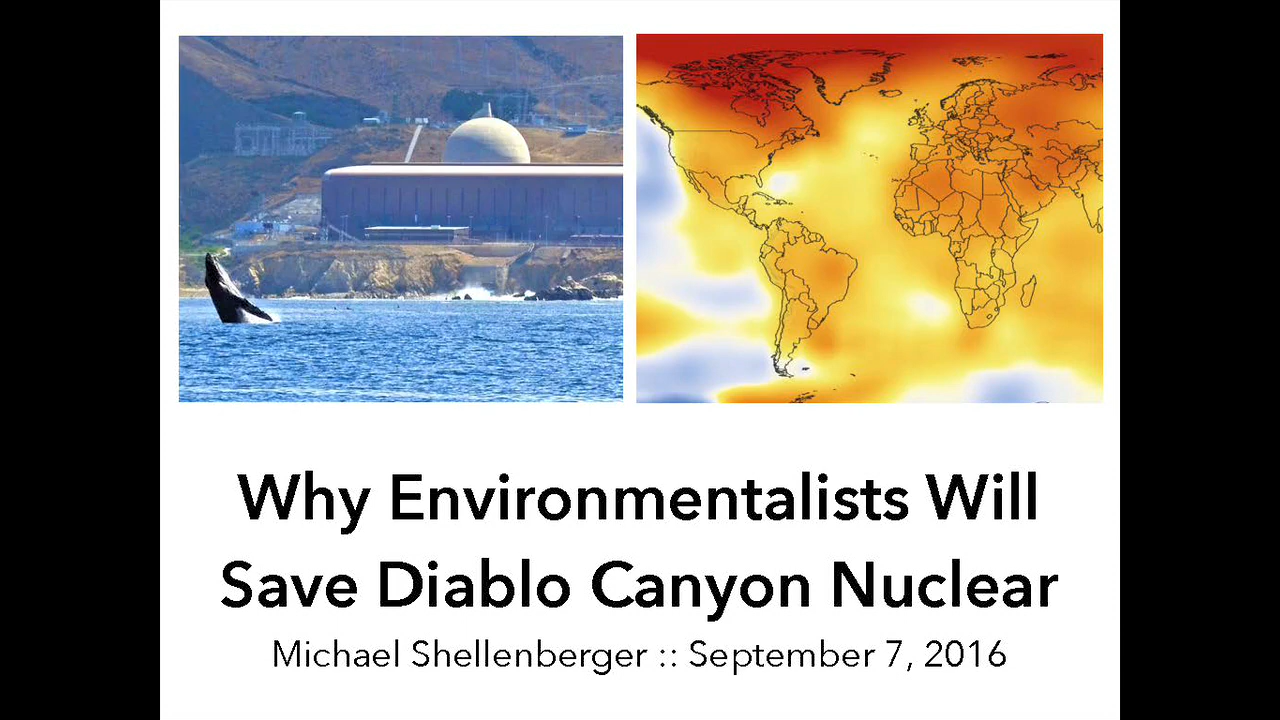 Why Environmentalists Will
Save Diablo Canyon Nuclear
Michael Shellenberger :: September 7, 2016